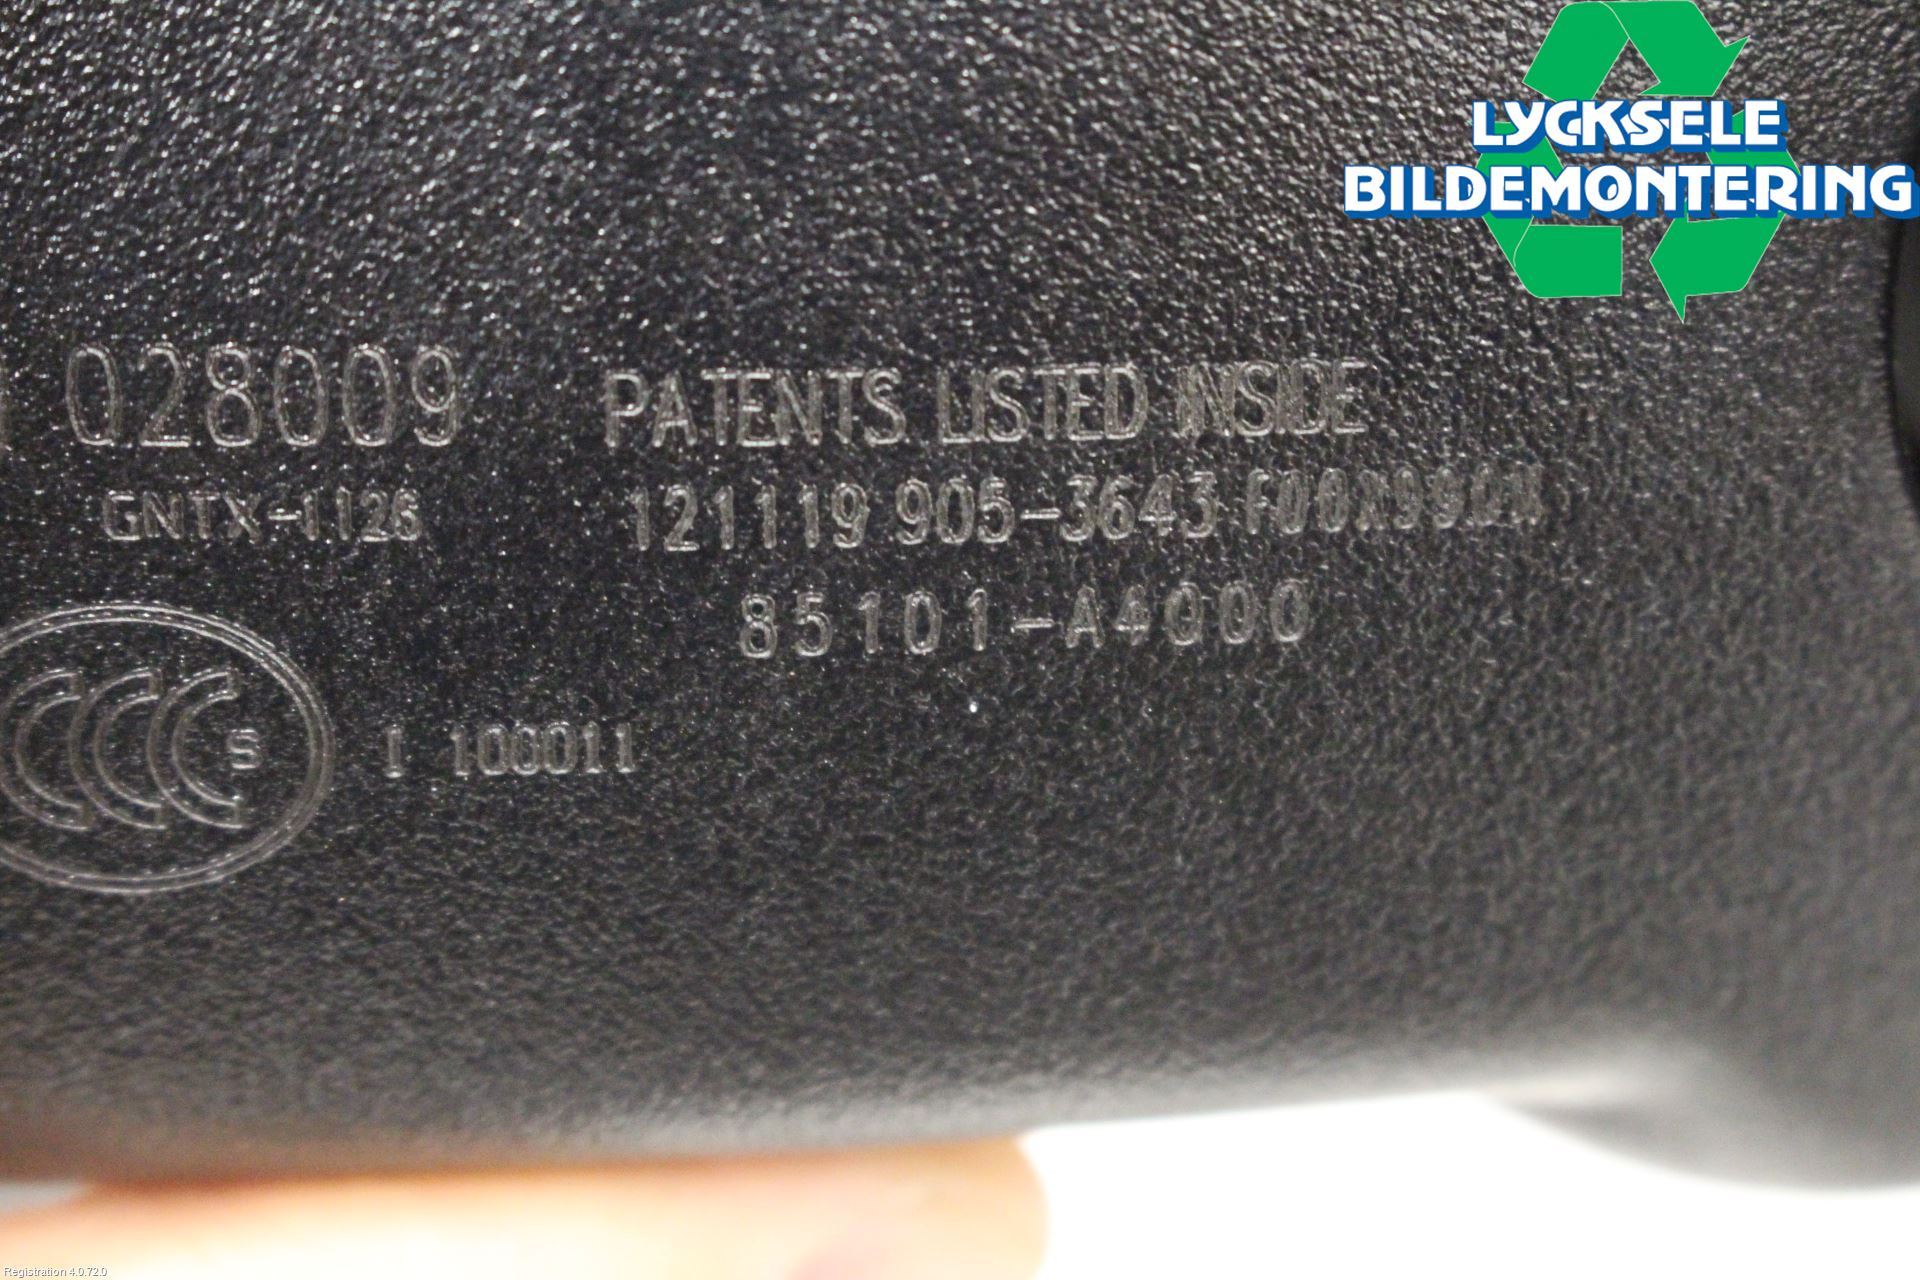 LYCKSELE
BILDEMONTERING
028009
PATENTS LISTED INSIDE
GNTX-1126
121119 905-3643
85101-A4000
CCC S
I 100011
Registration 4.0.72.0